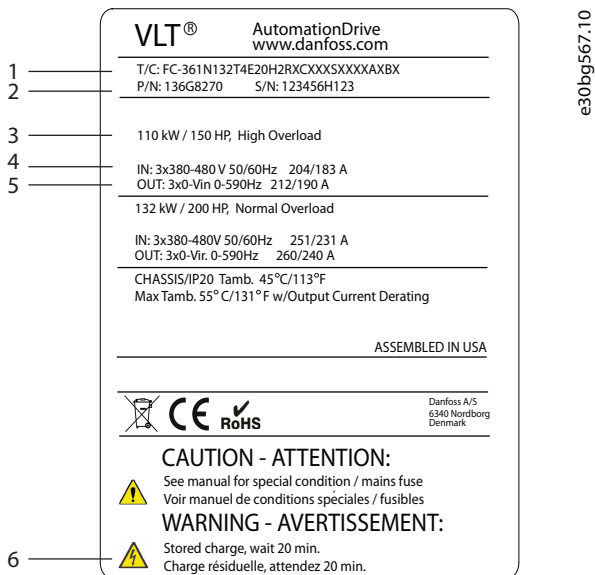 VLT® AutomationDrive
www.danfoss.com
1 T/C: FC-361N132T4E20H2RXCXXXSXXXXAXBX
2 P/N: 136G8270 S/N: 123456H123
3 110 kW / 150 HP, High Overload
4 IN: 3x380-480 V 50/60Hz 204/183 A
5 OUT: 3x0-Vin 0-590Hz 212/190 A
132 kW / 200 HP, Normal Overload
IN: 3x380-480V 50/60Hz 251/231 A
OUT: 3x0-Vir. 0-590Hz 260/240 A
CHASSIS/IP20 Tamb. 45°C/113°F
Max Tamb. 55°C/131°F w/Output Current Derating
ASSEMBLED IN USA
CE RoHS
Danfoss A/S
6340 Nordborg
Denmark
CAUTION - ATTENTION:
See manual for special condition / mains fuse
Voir manuel de conditions spéciales / fusibles
WARNING - AVERTISSEMENT:
6 Stored charge, wait 20 min.
Charge résiduelle, attendez 20 min.
e30bg567.10